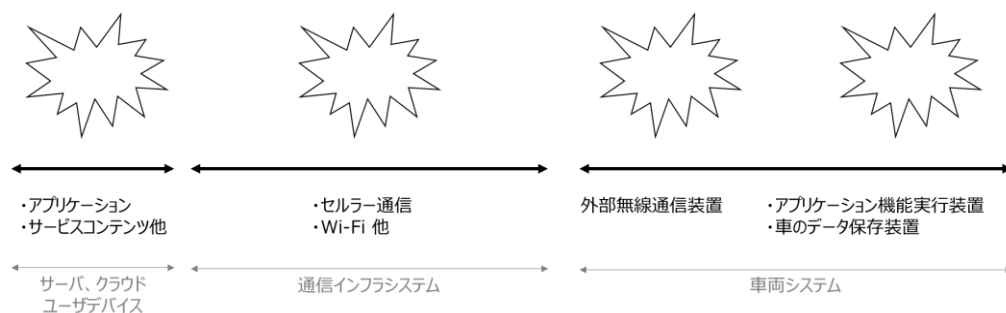 ・アプリケーション
・サービスコンテンツ他
・セルラー通信
・Wi-Fi 他
外部無線通信装置
・アプリケーション機能実行装置
・車のデータ保存装置
サーバ、クラウド
ユーザデバイス
通信インフラシステム
車両システム